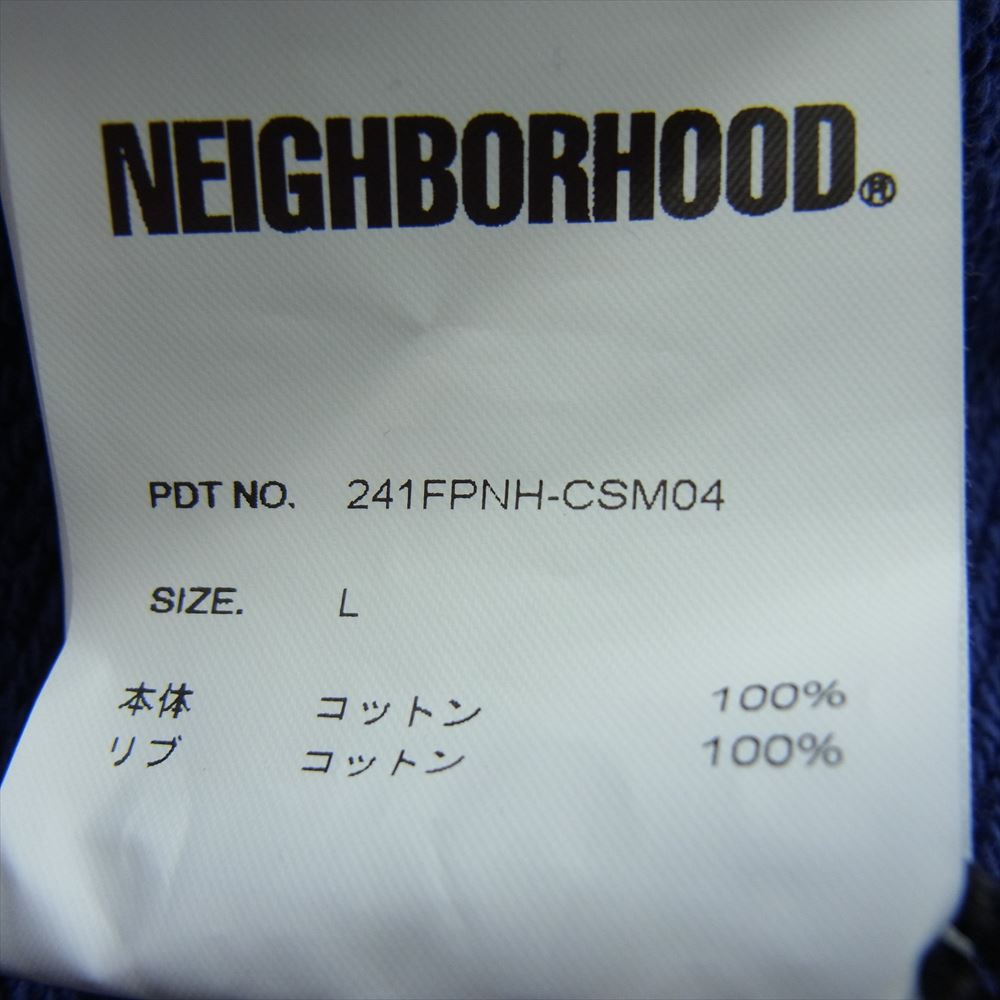 NEIGHBORHOOD®
PDT NO. 241FPNH-CSM04
SIZE. L
本体 コットン 100%
リブ コットン 100%